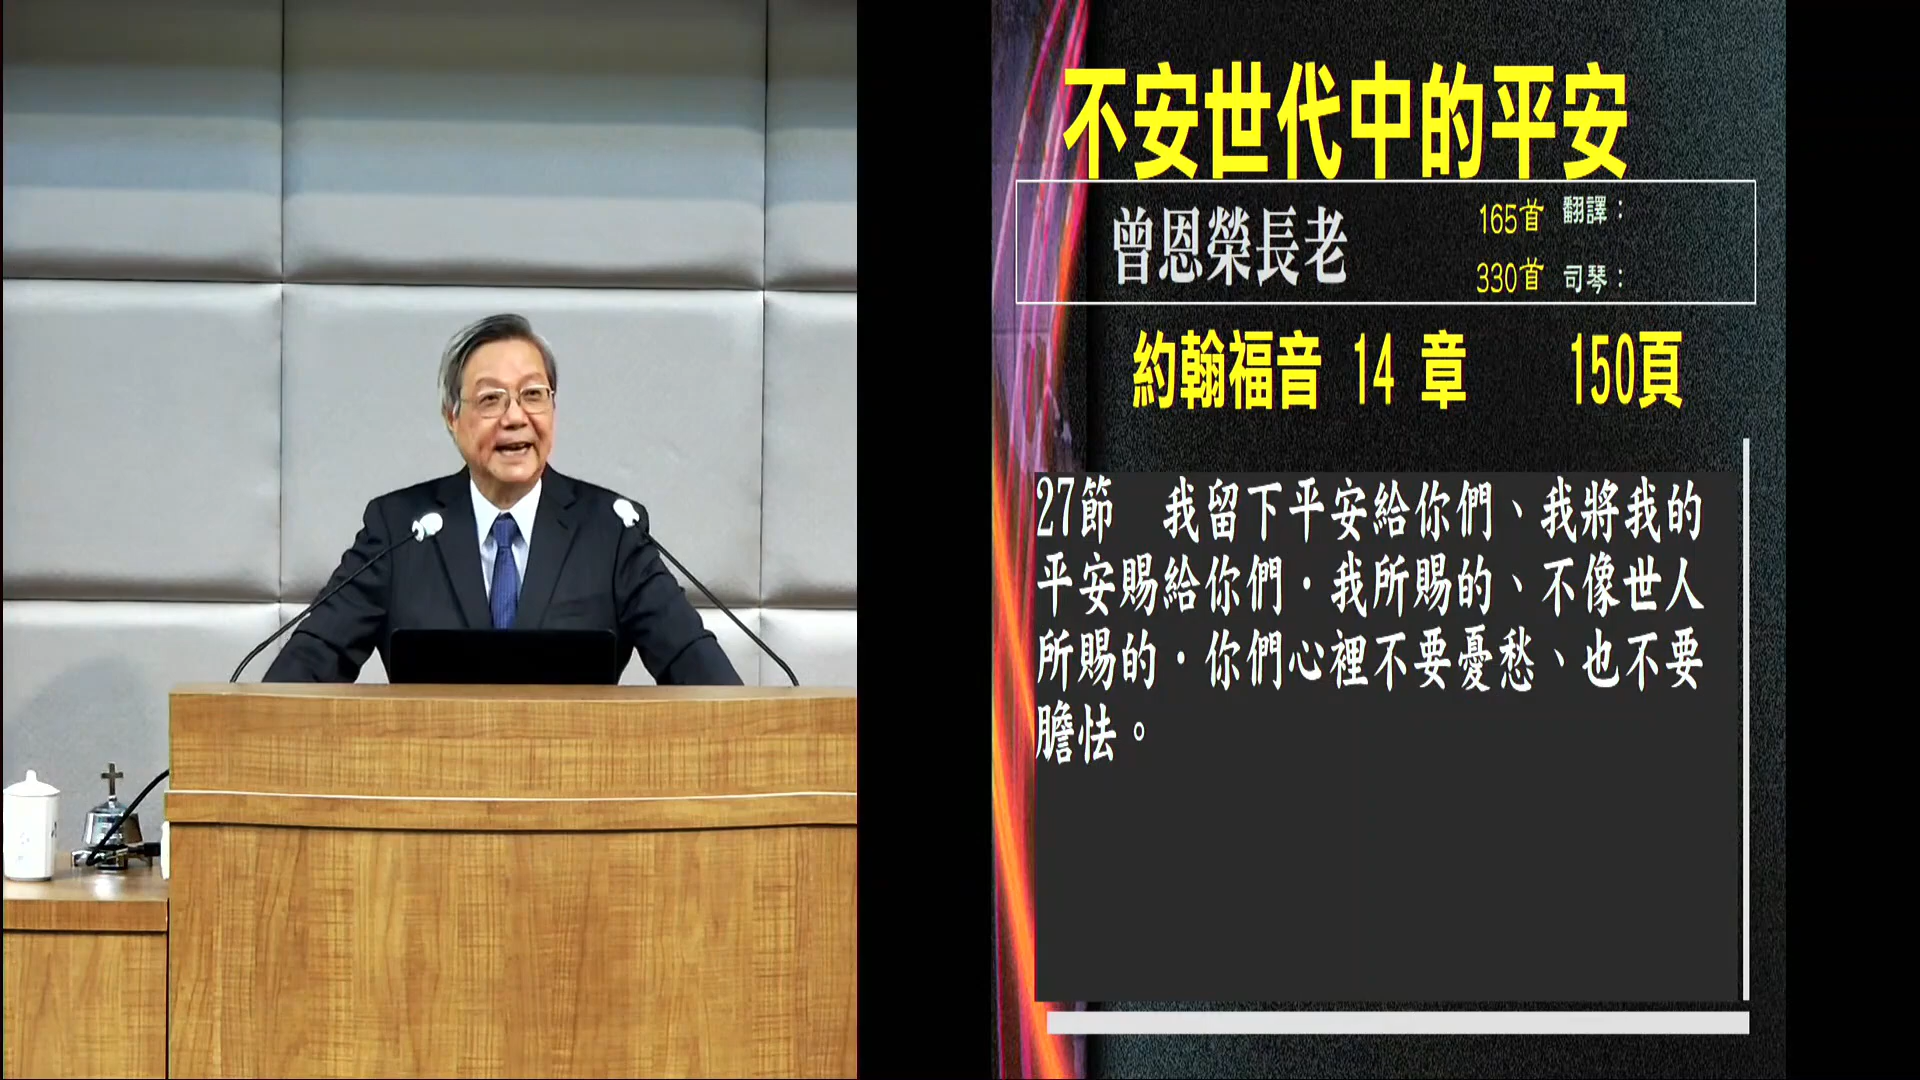 不安世代中的平安
曾恩榮長老
165首 翻譯：
330首 司琴：
約翰福音 14 章 150頁
27節 我留下平安給你們、我將我的
平安賜給你們．我所賜的、不像世人
所賜的．你們心裡不要憂愁、也不要
膽怯。